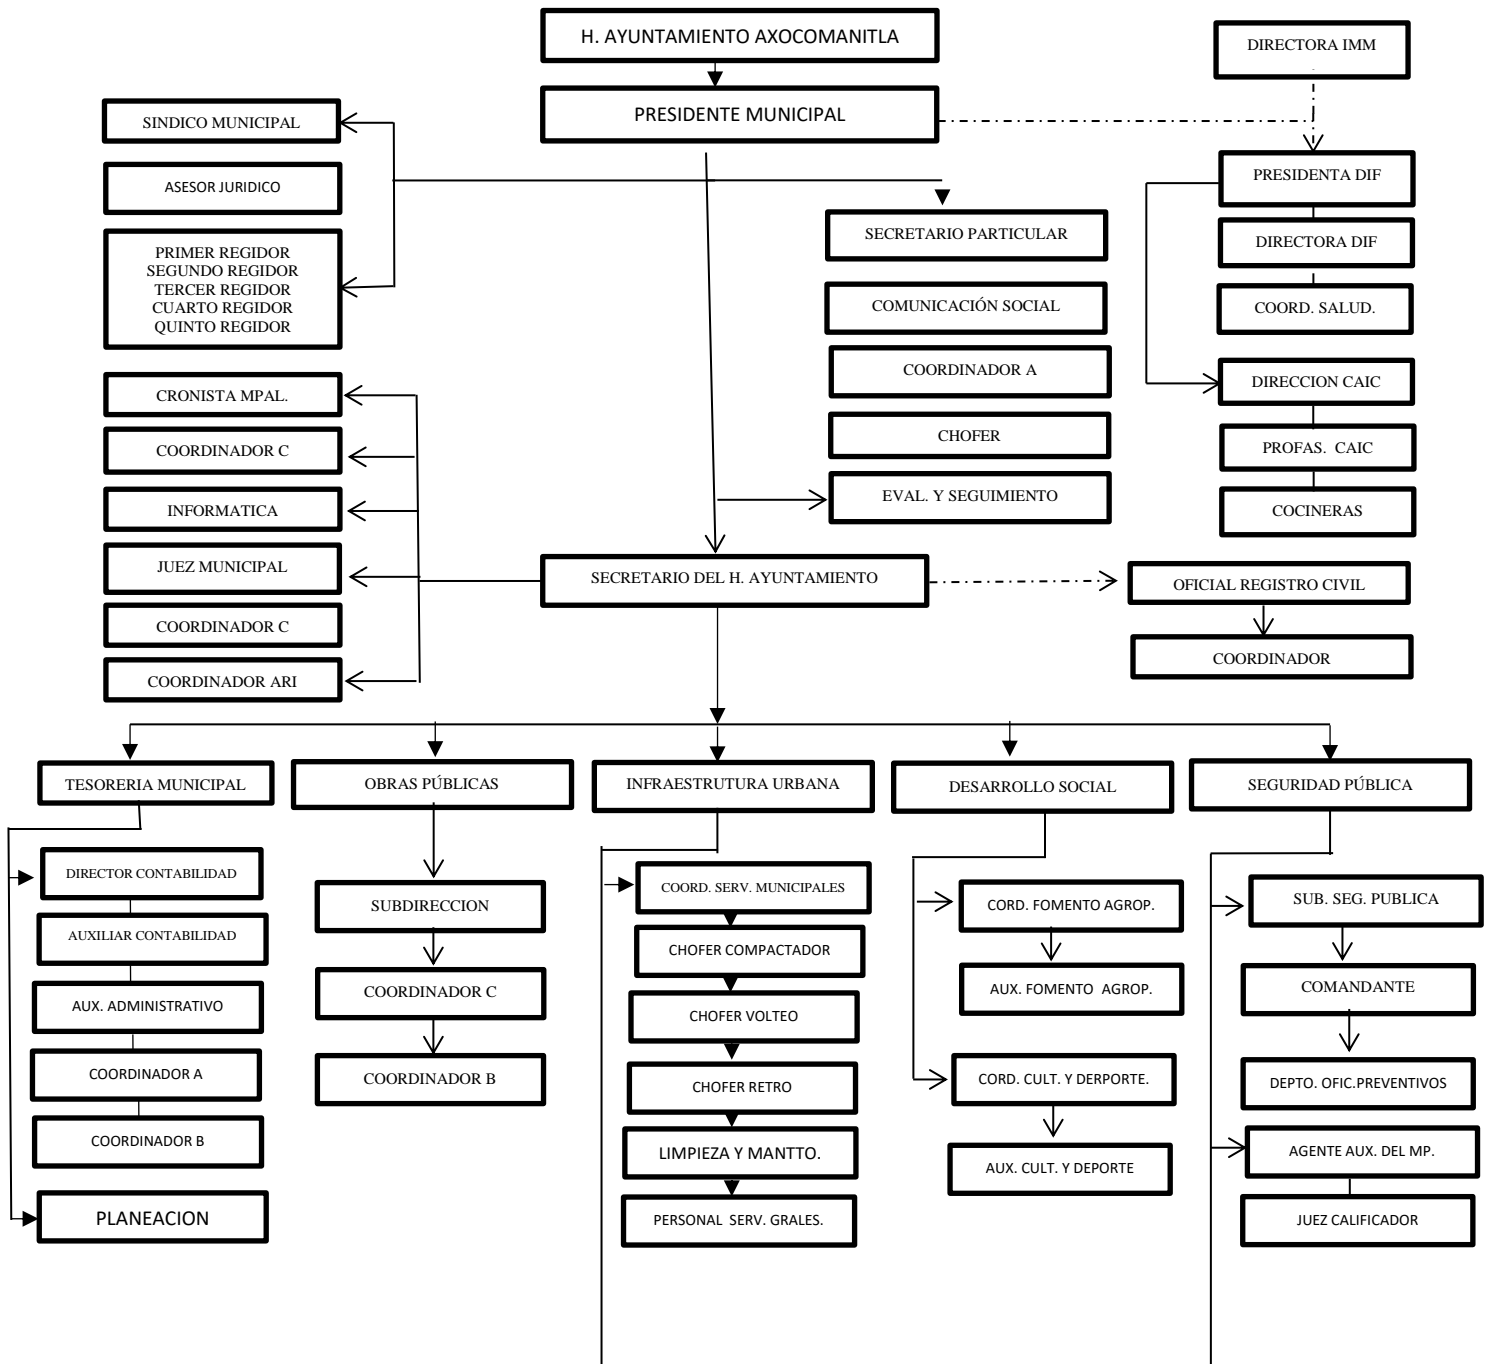 H. AYUNTAMIENTO AXOCOMANITLA
DIRECTORA IMM
PRESIDENTE MUNICIPAL
SINDICO MUNICIPAL
ASESOR JURIDICO
PRIMER REGIDOR
SEGUNDO REGIDOR
TERCER REGIDOR
CUARTO REGIDOR
QUINTO REGIDOR
SECRETARIO PARTICULAR
COMUNICACIÓN SOCIAL
COORDINADOR A
CHOFER
EVAL. Y SEGUIMIENTO
PRESIDENTA DIF
DIRECTORA DIF
COORD. SALUD.
DIRECCION CAIC
PROFAS. CAIC
COCINERAS
CRONISTA MPAL.
COORDINADOR C
INFORMATICA
JUEZ MUNICIPAL
COORDINADOR C
COORDINADOR ARI
SECRETARIO DEL H. AYUNTAMIENTO
OFICIAL REGISTRO CIVIL
COORDINADOR
TESORERIA MUNICIPAL
DIRECTOR CONTABILIDAD
AUXILIAR CONTABILIDAD
AUX. ADMINISTRATIVO
COORDINADOR A
COORDINADOR B
PLANEACION
OBRAS PÚBLICAS
SUBDIRECCION
COORDINADOR C
COORDINADOR B
INFRAESTRUTURA URBANA
COORD. SERV. MUNICIPALES
CHOFER COMPACTADOR
CHOFER VOLTEO
CHOFER RETRO
LIMPIEZA Y MANTTO.
PERSONAL SERV. GRALES.
DESARROLLO SOCIAL
CORD. FOMENTO AGROP.
AUX. FOMENTO AGROP.
CORD. CULT. Y DERPORTE.
AUX. CULT. Y DEPORTE
SEGURIDAD PÚBLICA
SUB. SEG. PUBLICA
COMANDANTE
DEPTO. OFIC.PREVENTIVOS
AGENTE AUX. DEL MP.
JUEZ CALIFICADOR